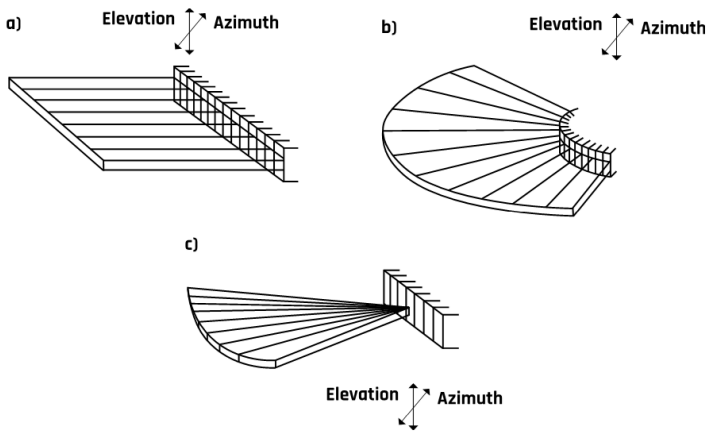 a)
Elevation
Azimuth
b)
Elevation
Azimuth
c)
Elevation
Azimuth